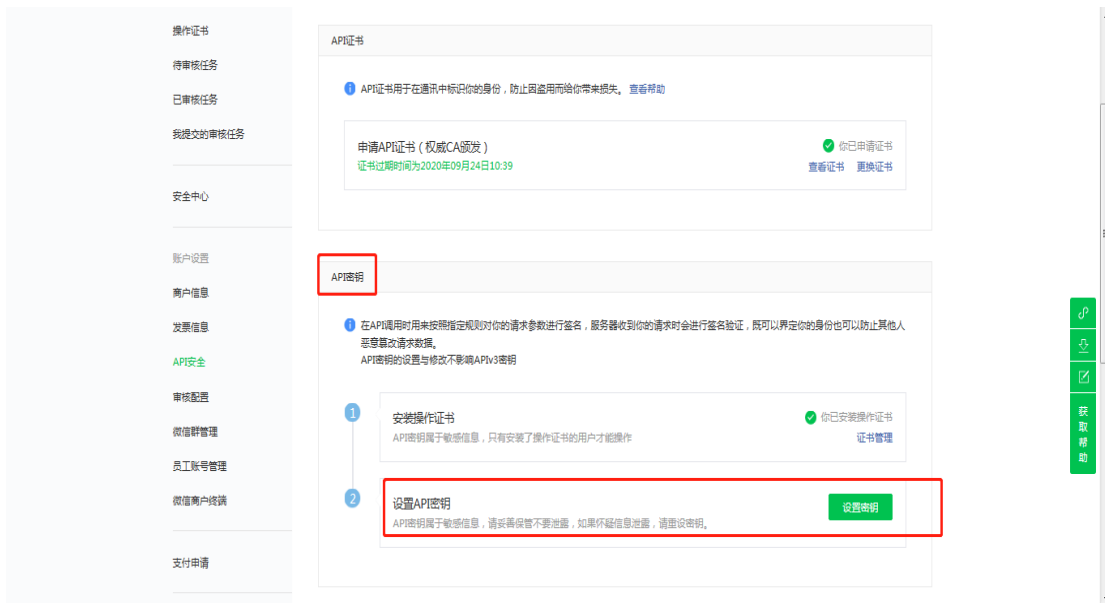 操作证书
待审核任务
已审核任务
我提交的审核任务
安全中心
账户设置
商户信息
发票信息
API安全
审核配置
微信群管理
员工账号管理
微信商户终端
支付申请
API证书
API证书用于在通讯中标识你的身份，防止因盗用而给你带来损失。 查看帮助
申请API证书（权威CA颁发）
你已申请证书
证书过期时间为2020年09月24日10:39
查看证书 更换证书
API密钥
在API调用时用来按照指定规则对你的请求参数进行签名，服务器收到你的请求时会进行签名验证，既可以界定你的身份也可以防止其他人
恶意篡改请求数据。
API密钥的设置与修改不影响APIv3密钥
1
安装操作证书
你已安装操作证书
API密钥属于敏感信息，只有安装了操作证书的用户才能操作
证书管理
2
设置API密钥
API密钥属于敏感信息，请妥善保管不要泄露，如果怀疑信息泄露，请重设密钥。
设置密钥
获
取
帮
助